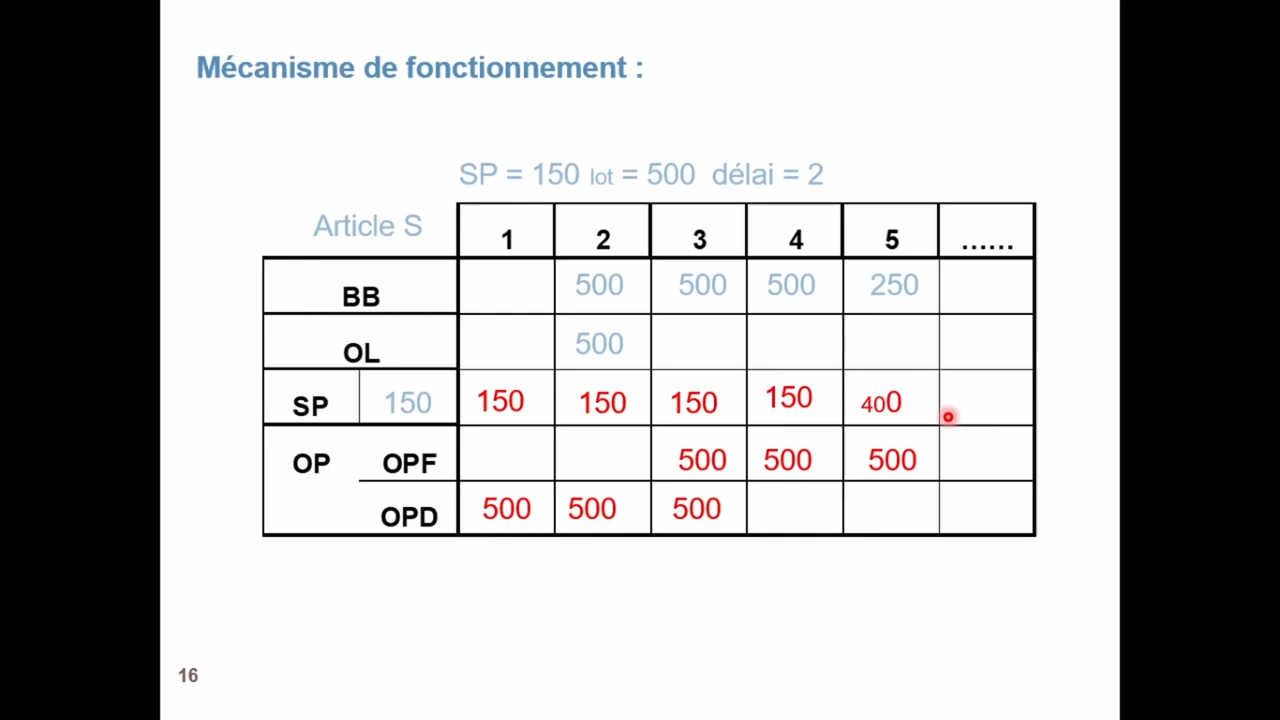 Mécanisme de fonctionnement :
SP = 150 lot = 500 délai = 2
Article S 1 2 3 4 5 ......
BB 500 500 500 250
OL 500
SP 150 150 150 150 150 400
OP OPF 500 500 500
OPD 500 500 500
16